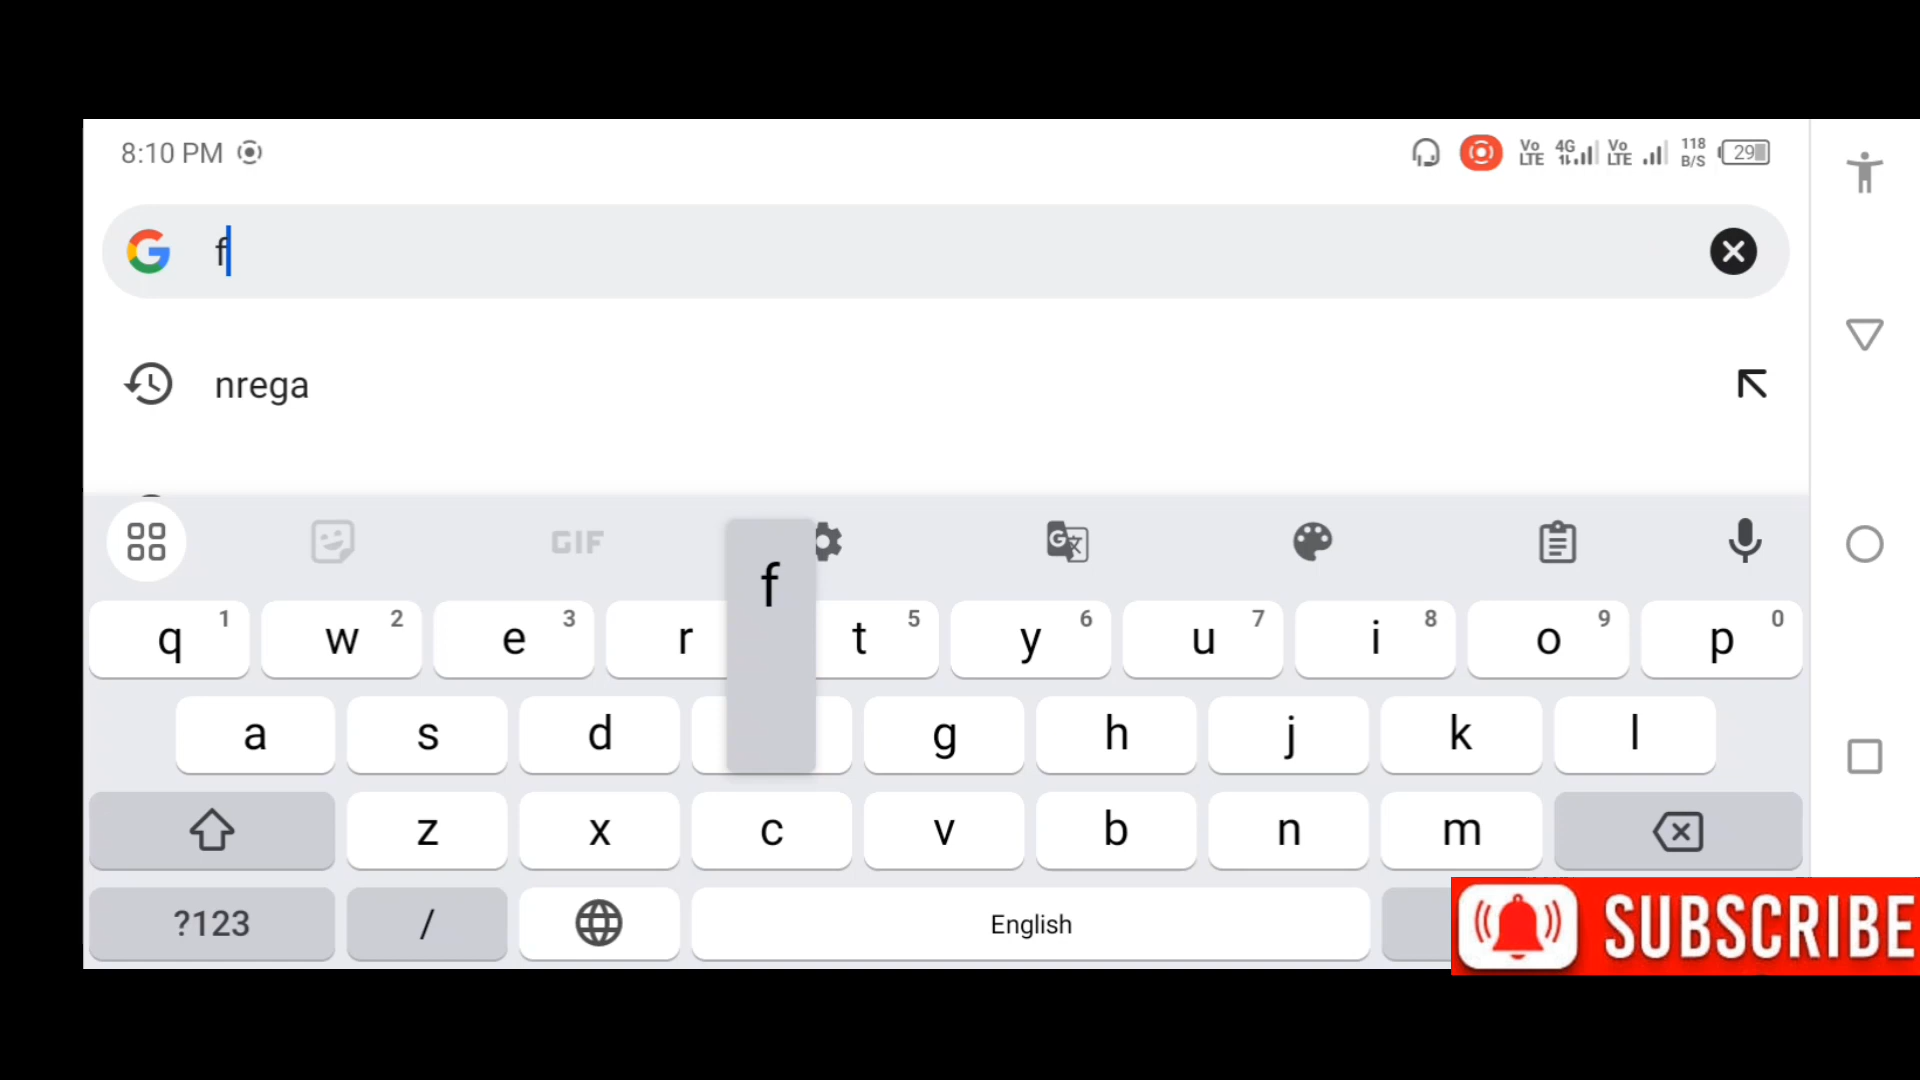 8:10 PM Vo LTE 4G Vo LTE 118 B/S 29
f
nrega
GIF f
q 1 w 2 e 3 r t 5 y 6 u 7 i 8 o 9 p 0
a s d g h j k l
z x c v b n m
?123 / English SUBSCRIBE